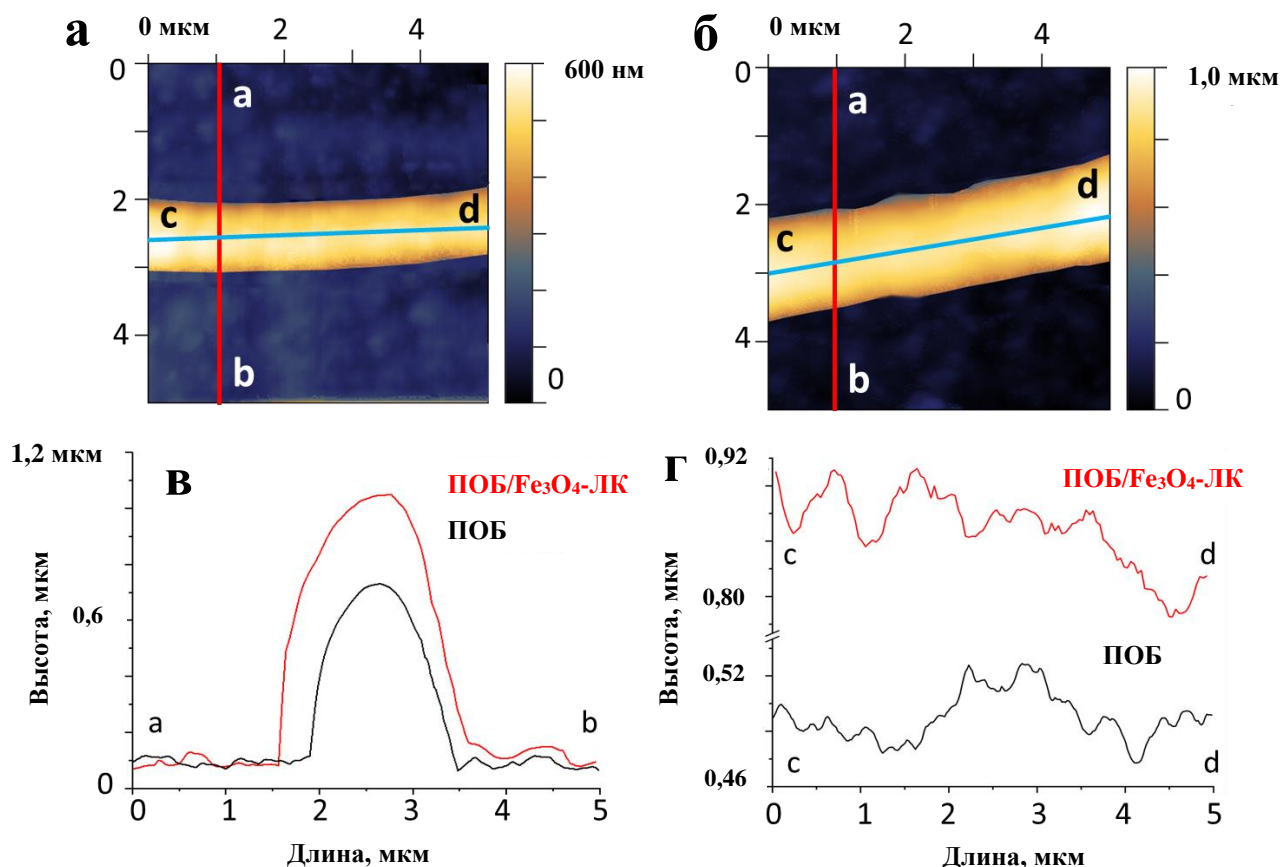 а
0 мкм 2 4
0
2
4
600 нм
0
a
b
c
d
б
0 мкм 2 4
0
2
4
1,0 мкм
0
a
b
c
d
1,2 мкм
0,6
0
в
ПОБ/Fe₃O₄-ЛК
ПОБ
a
b
0 1 2 3 4 5
Высота, мкм
Длина, мкм
г
0,92
0,80
0,52
0,46
ПОБ/Fe₃O₄-ЛК
ПОБ
c
d
c
d
0 1 2 3 4 5
Высота, мкм
Длина, мкм